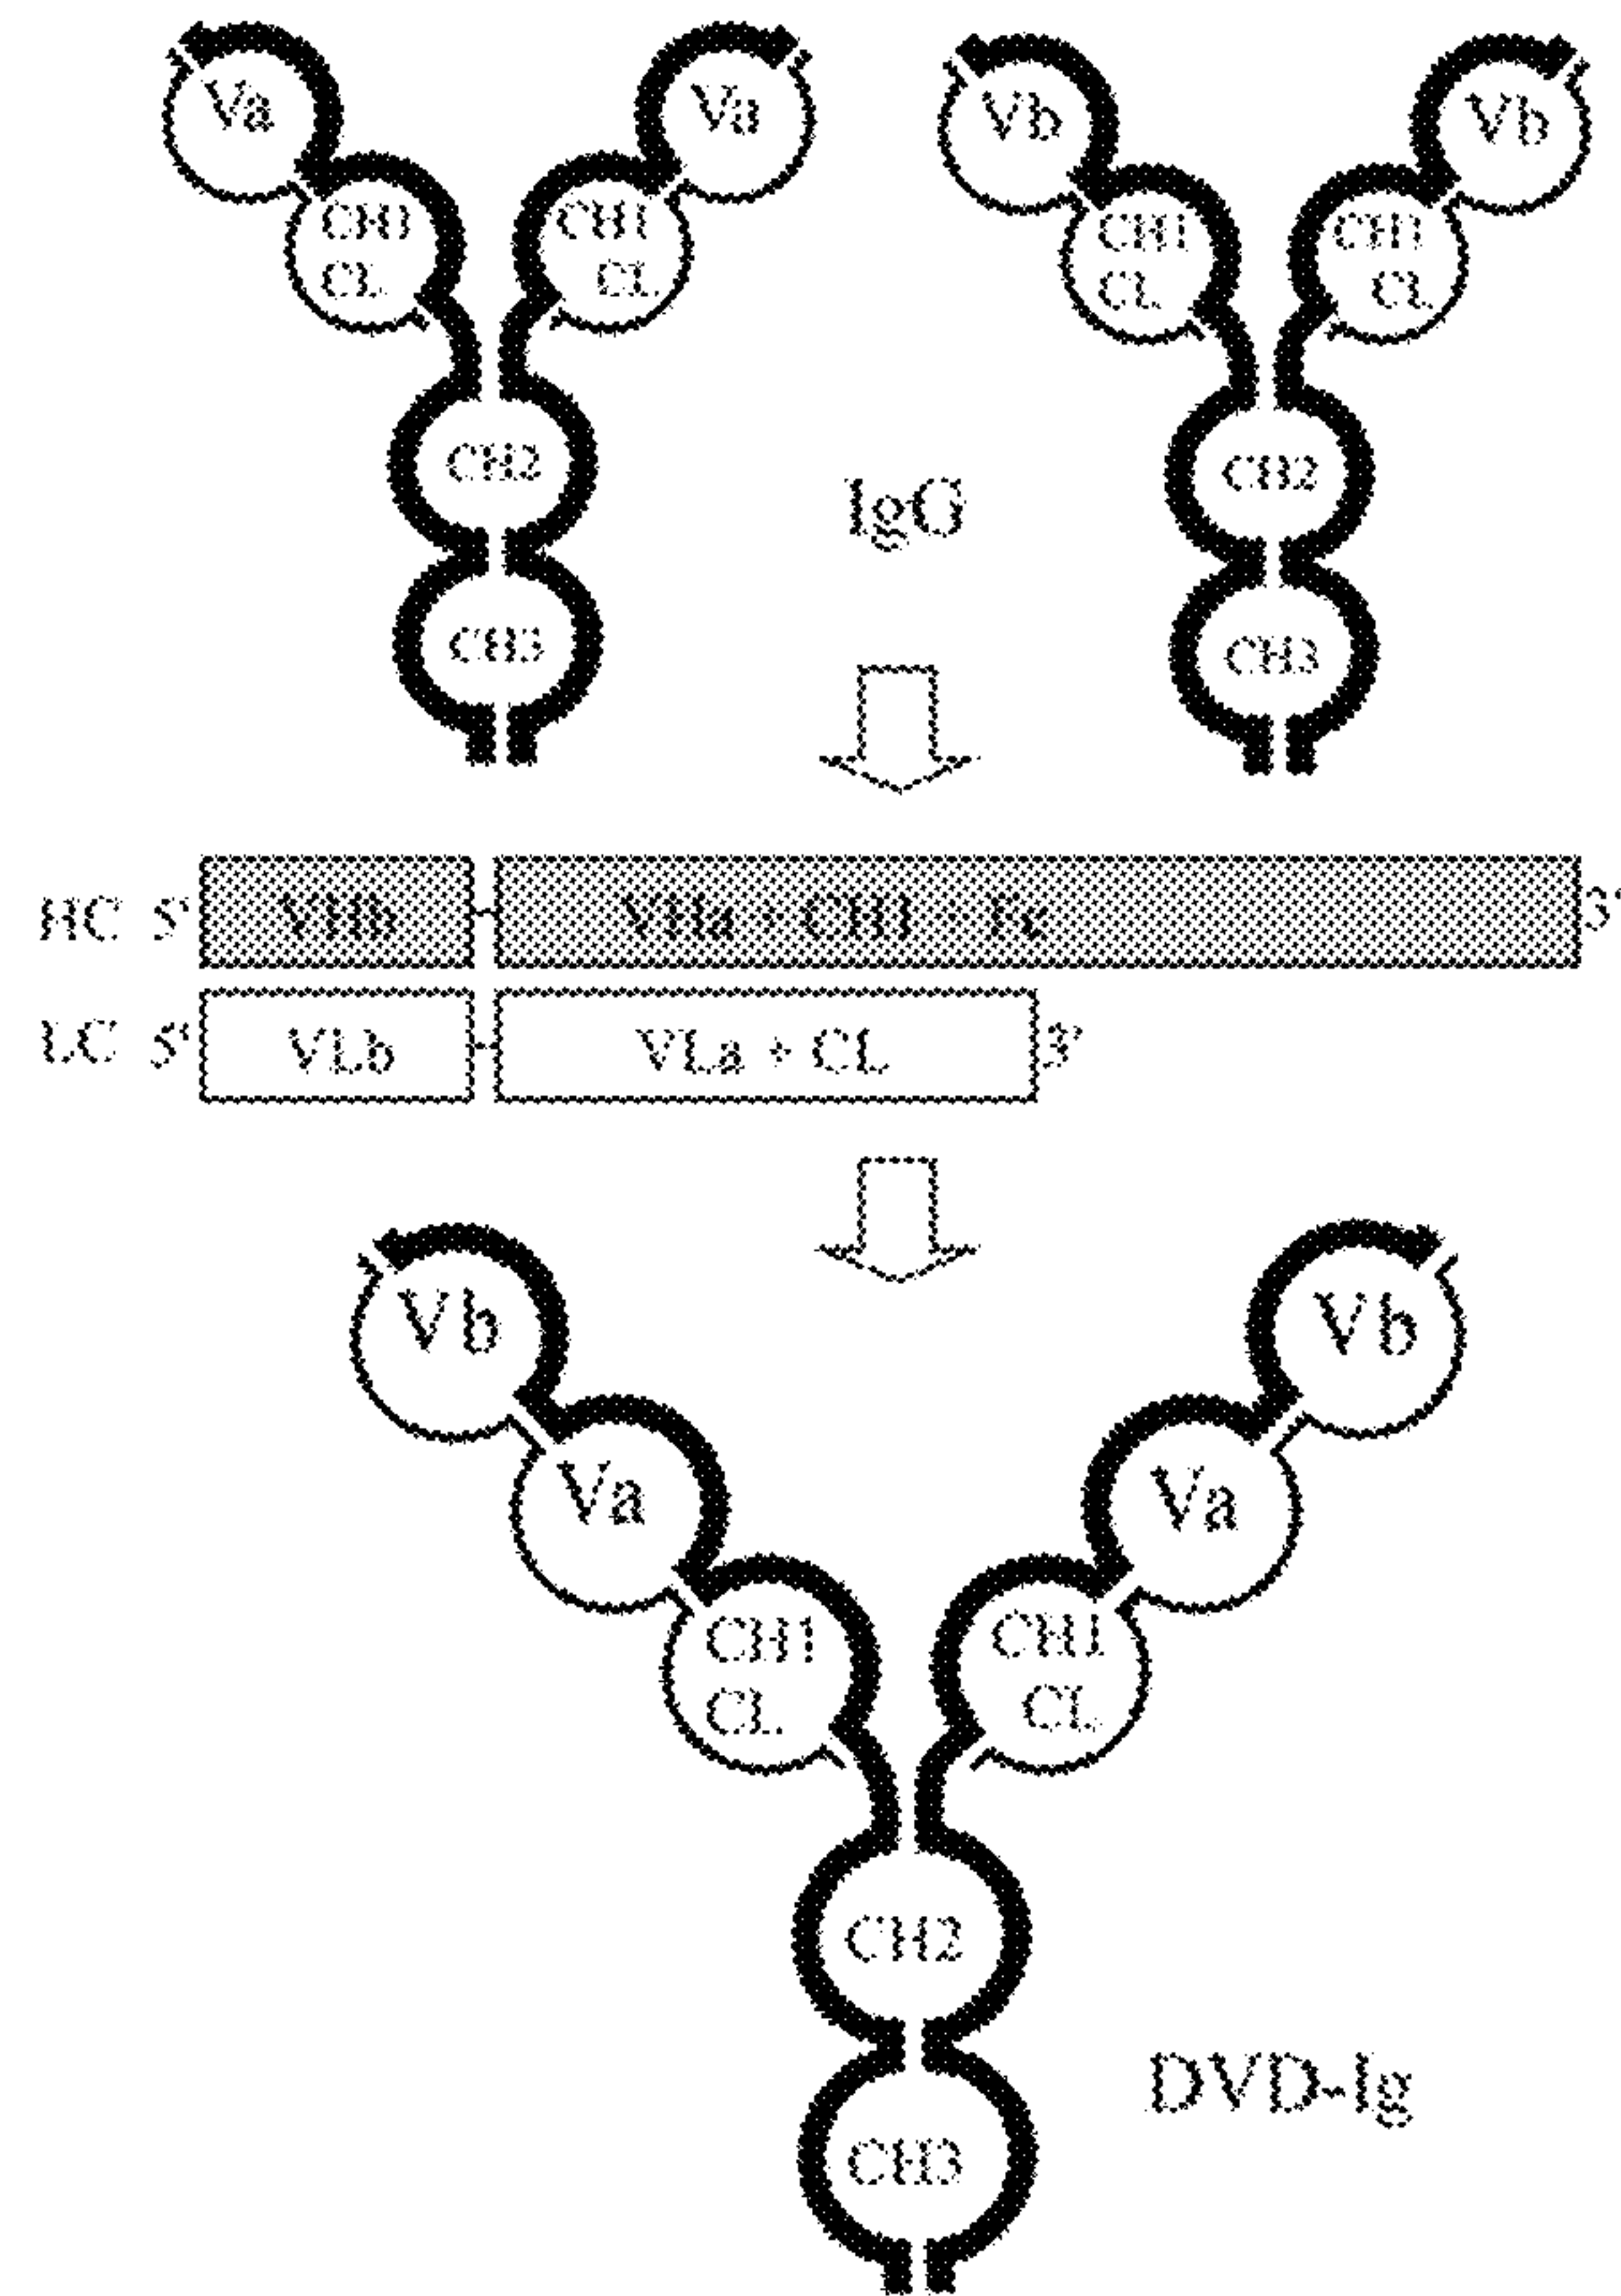 Va Va Vb Vb
CH1 CH1 CH1 CH1
CL CL CL CL
CH2 CH2
IgG
CH3 CH3
HC 5' VHb VHa + CH1 + Fc 3'
LC 5' VLb VLa + CL 3'
Vb Vb
Va Va
CH1 CH1
CL CL
CH2
DVD-Ig
CH3